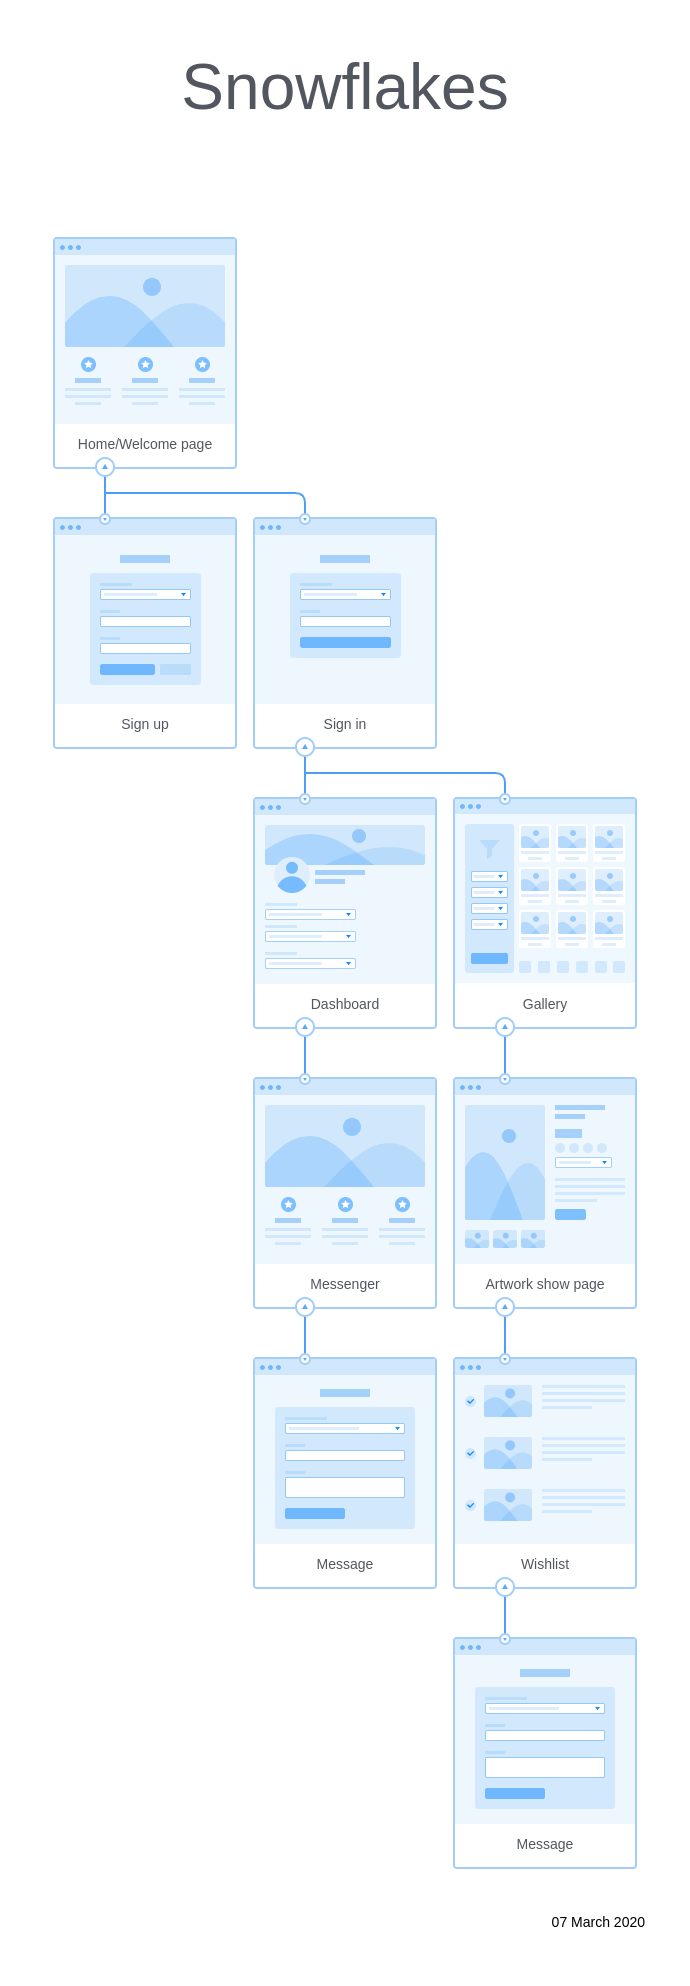 Snowflakes
Home/Welcome page
Sign up
Sign in
Dashboard
Gallery
Messenger
Artwork show page
Message
Wishlist
Message
07 March 2020